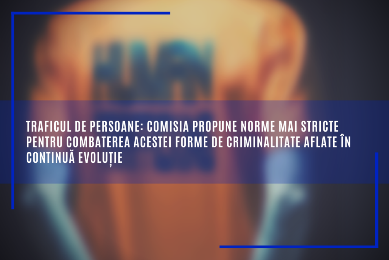 TRAFICUL DE PERSOANE: COMISIA PROPUNE NORME MAI STRICTE
PENTRU COMBATEREA ACESTEI FORME DE CRIMINALITATE AFLATE ÎN
CONTINUĂ EVOLUȚIE